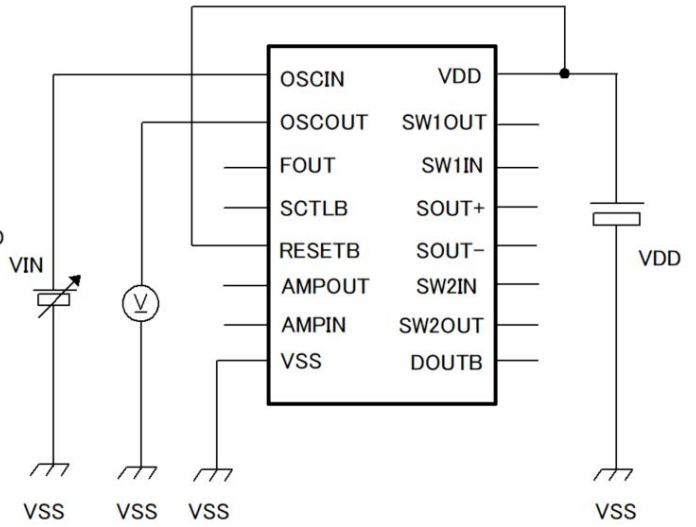 OSCIN VDD
OSCOUT SW1OUT
FOUT SW1IN
SCTLB SOUT+
RESETB SOUT-
VIN VDD
AMPOUT SW2IN
V
AMPIN SW2OUT
VSS DOUTB
VSS VSS VSS VSS